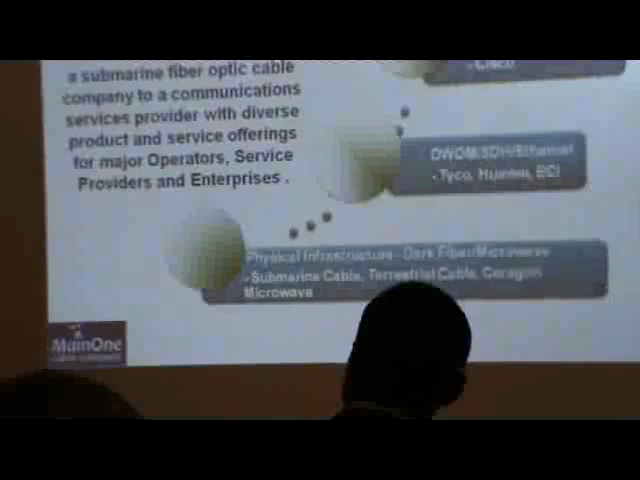 a submarine fiber optic cable
company to a communications
services provider with diverse
product and service offerings
for major Operators, Service
Providers and Enterprises .
DWDM/SDH/Ethernet
- Tyco, Huawei, ECI
Physical Infrastructure - Dark Fiber/Microwave
- Submarine Cable, Terrestrial Cable, Ceragon
Microwave
MainOne